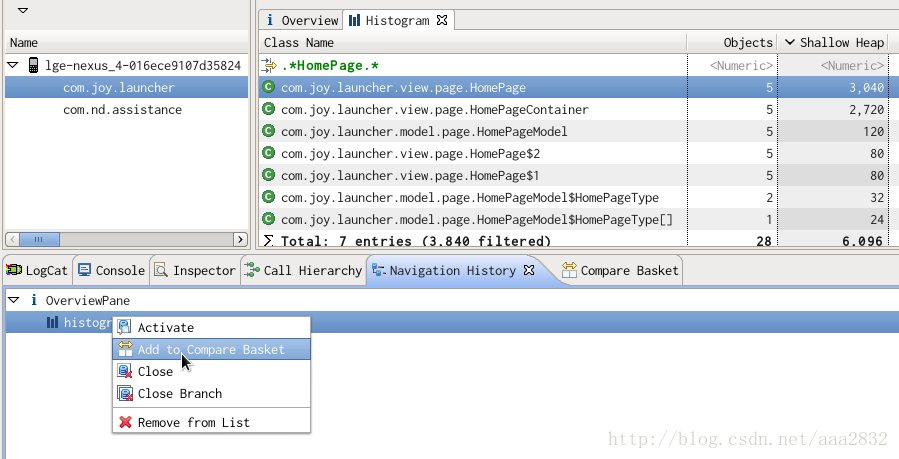 Overview Histogram
Name
Class Name Objects Shallow Heap
lge-nexus_4-016ece9107d35824
.*HomePage.* <Numeric> <Numeric>
com.joy.launcher
com.joy.launcher.view.page.HomePage 5 3,040
com.nd.assistance
com.joy.launcher.view.page.HomePageContainer 5 2,720
com.joy.launcher.model.page.HomePageModel 5 120
com.joy.launcher.view.page.HomePage$2 5 80
com.joy.launcher.view.page.HomePage$1 5 80
com.joy.launcher.model.page.HomePageModel$HomePageType 2 32
com.joy.launcher.model.page.HomePageModel$HomePageType[] 1 24
Total: 7 entries (3.840 filtered) 28 6.096
LogCat Console Inspector Call Hierarchy Navigation History Compare Basket
OverviewPane
histogr
Activate
Add to Compare Basket
Close
Close Branch
Remove from List
http://blog.csdn.net/aaa2832